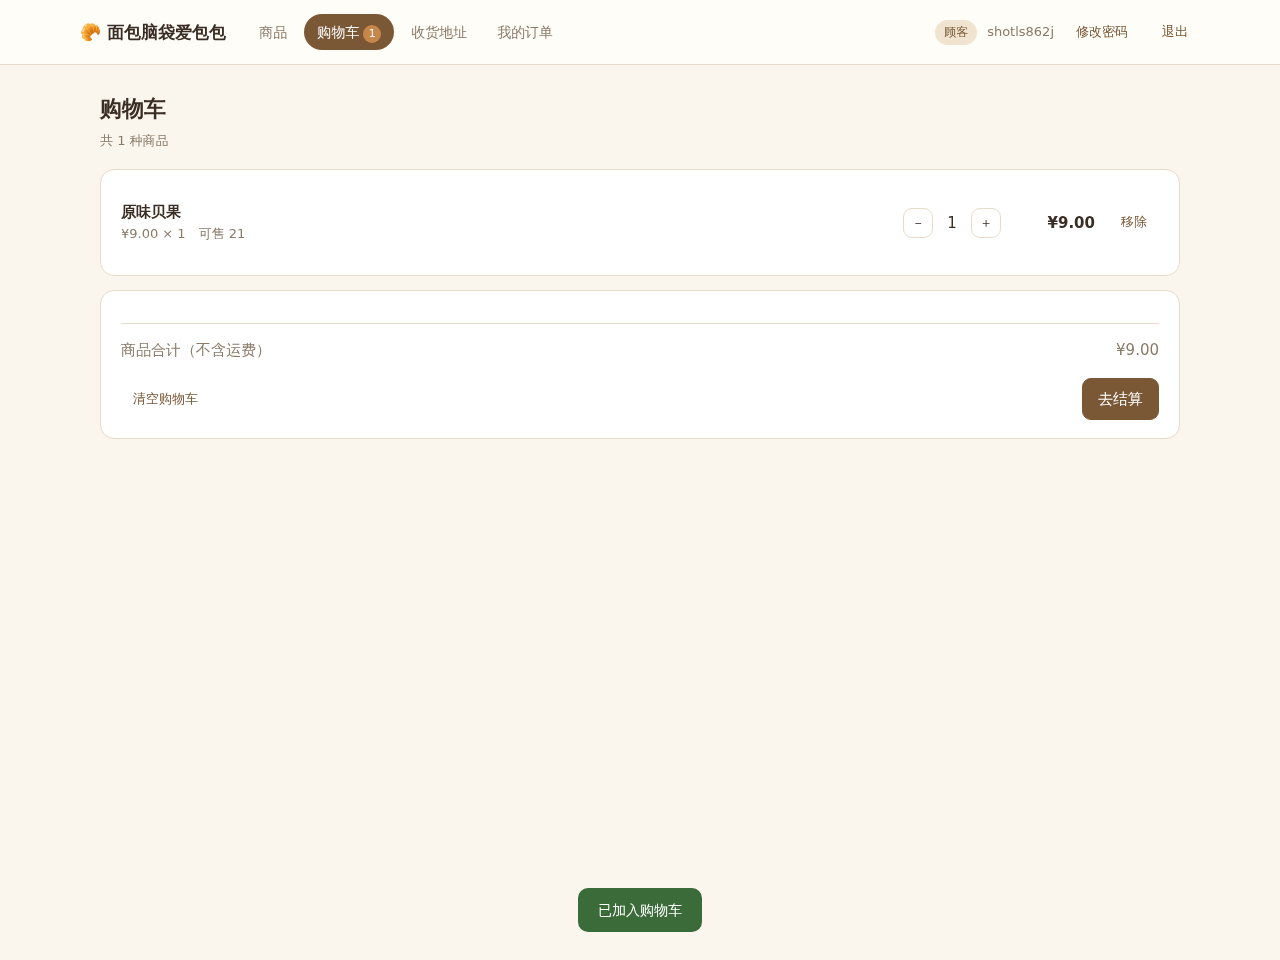 🥐 面包脑袋爱包包 商品 购物车 1 收货地址 我的订单 顾客 shotls862j 修改密码 退出
购物车
共 1 种商品
原味贝果
¥9.00 × 1 可售 21
− 1 + ¥9.00 移除
商品合计（不含运费） ¥9.00
清空购物车 去结算
已加入购物车